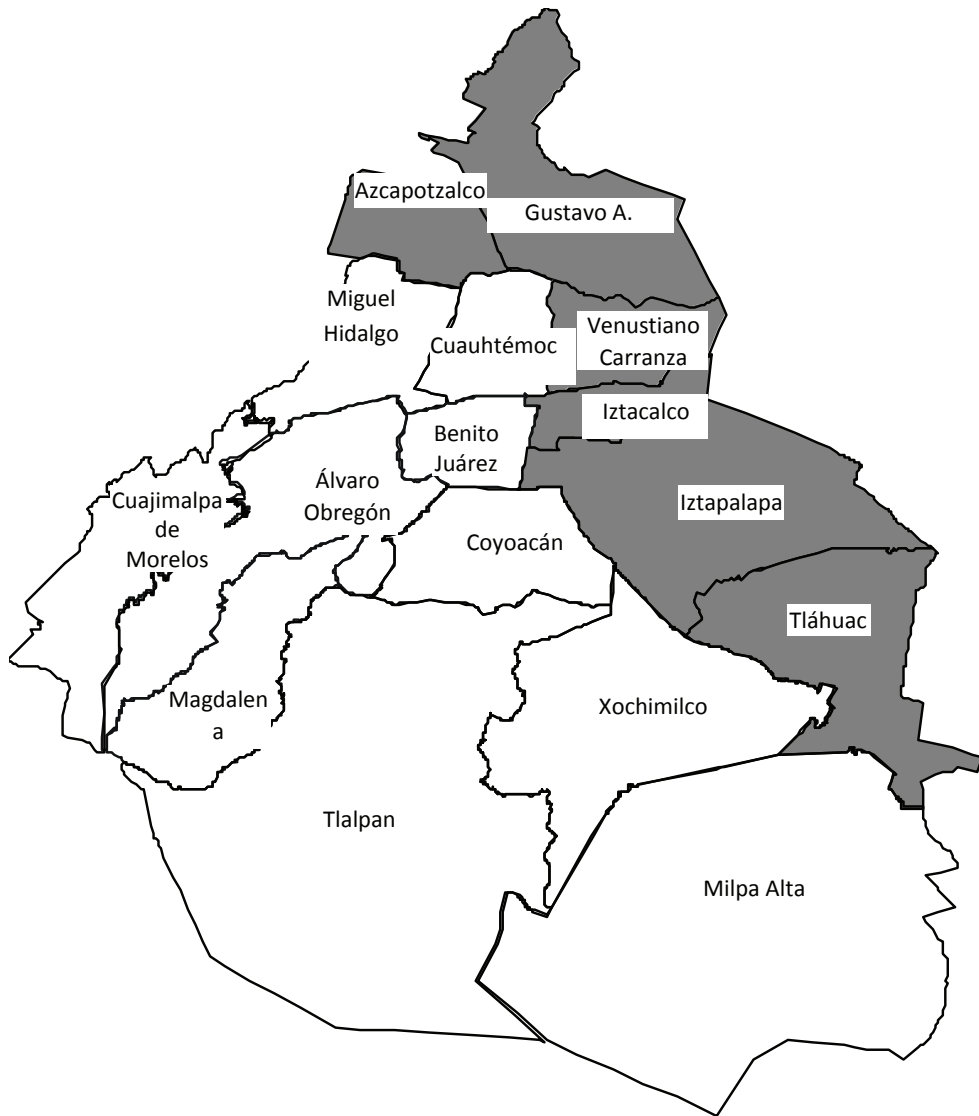 Azcapotzalco
Gustavo A.
Miguel
Hidalgo
Cuauhtémoc
Venustiano
Carranza
Iztacalco
Benito
Juárez
Álvaro
Obregón
Cuajimalpa
de
Morelos
Iztapalapa
Coyoacán
Tláhuac
Magdalen
a
Xochimilco
Tlalpan
Milpa Alta